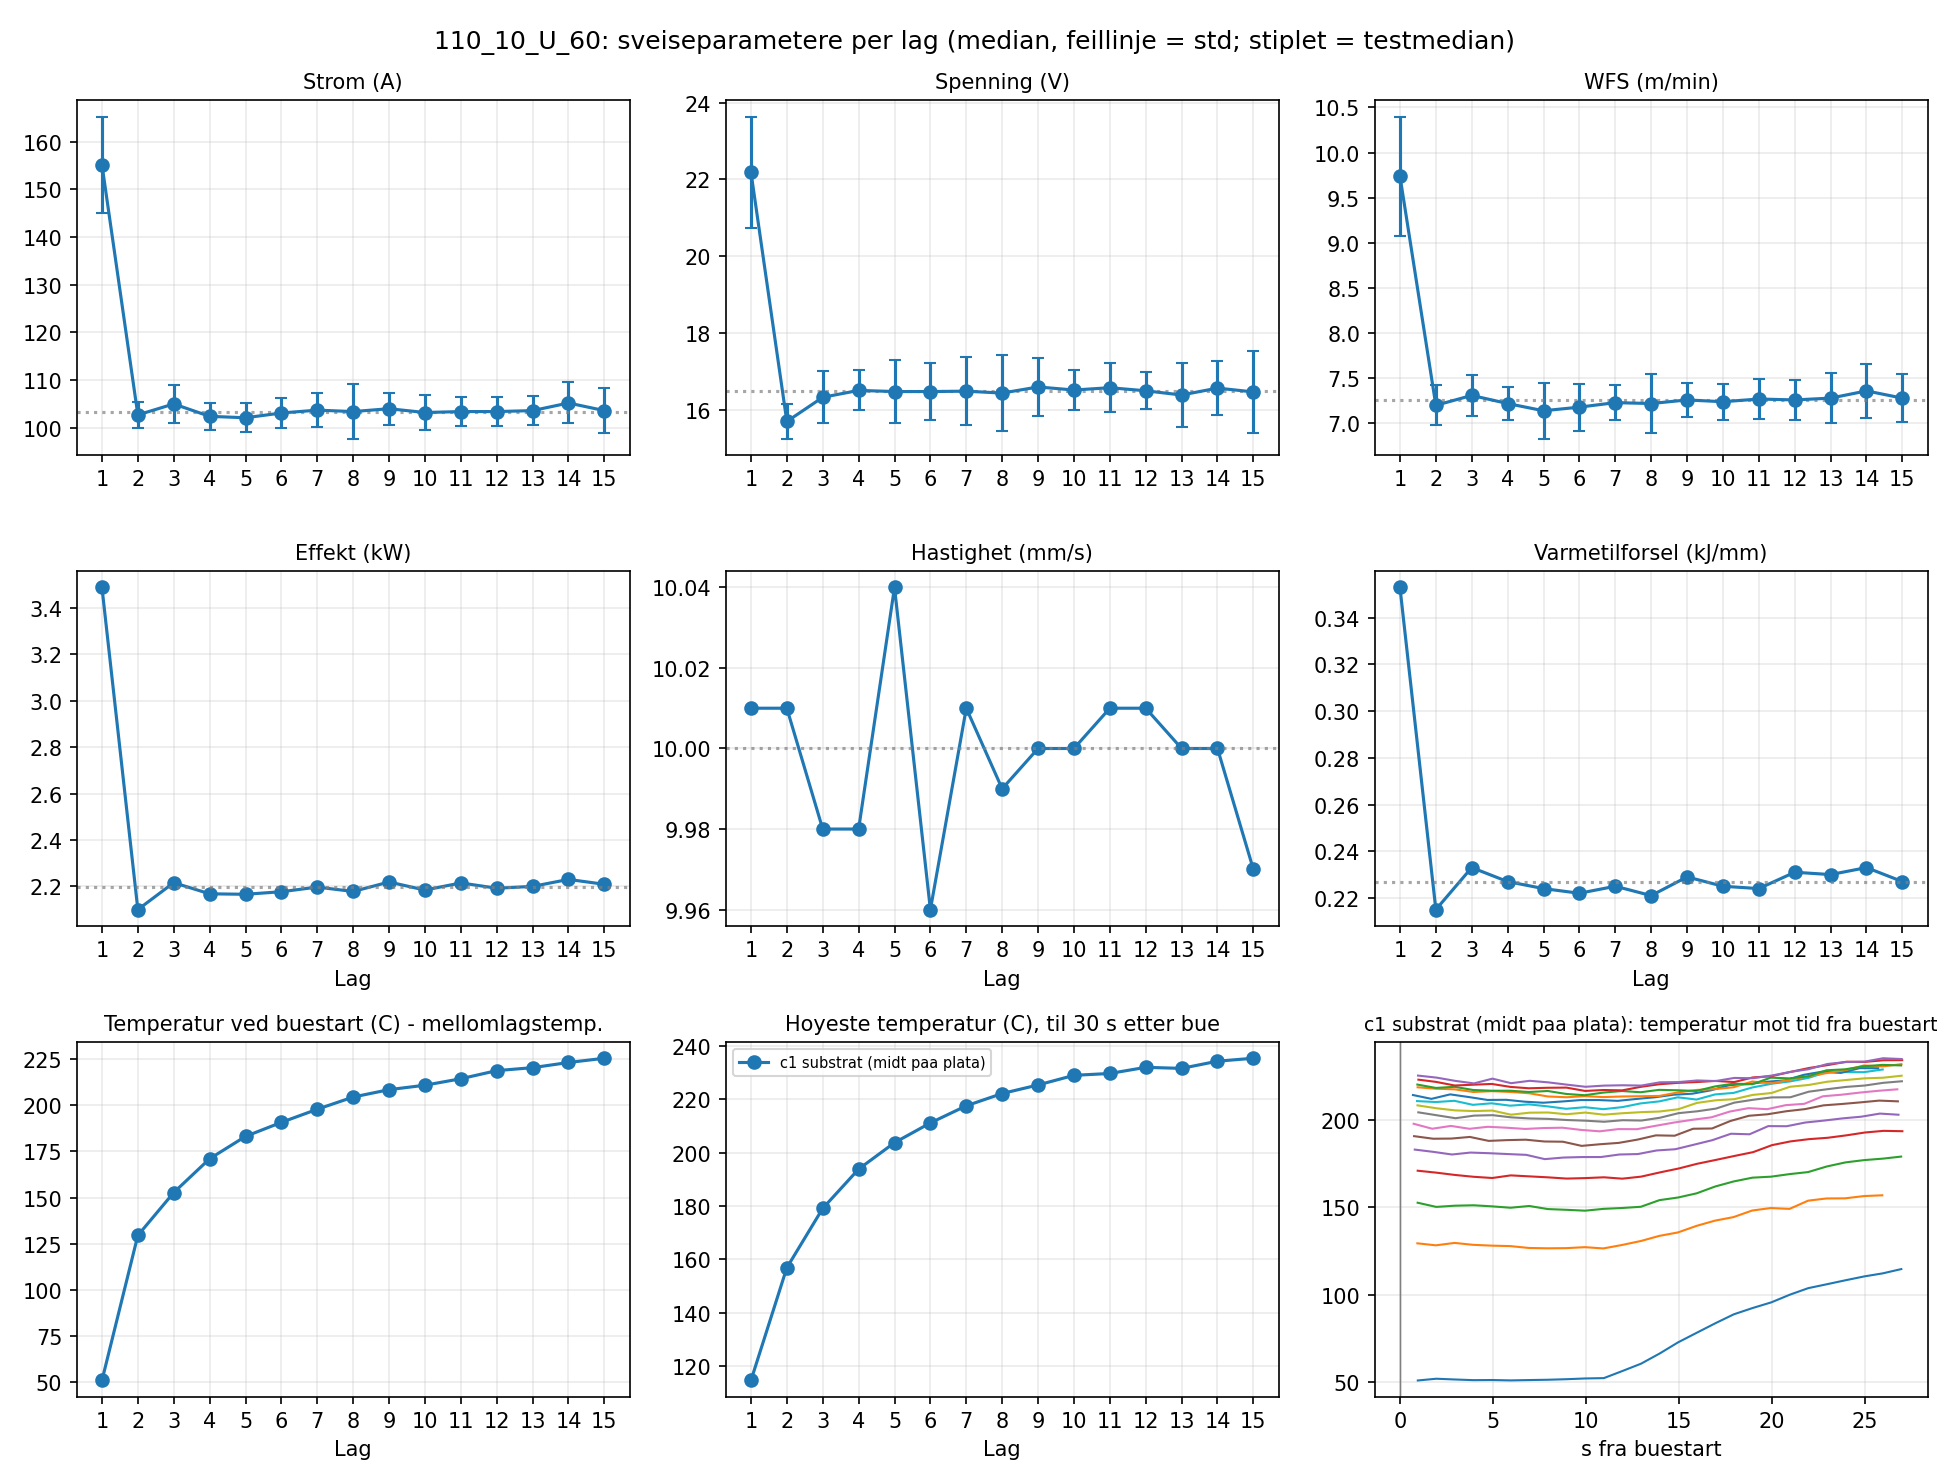 110_10_U_60: sveiseparametere per lag (median, feillinje = std; stiplet = testmedian)
Strom (A)
160
150
140
130
120
110
100
1 2 3 4 5 6 7 8 9 10 11 12 13 14 15
Spenning (V)
24
22
20
18
16
1 2 3 4 5 6 7 8 9 10 11 12 13 14 15
WFS (m/min)
10.5
10.0
9.5
9.0
8.5
8.0
7.5
7.0
1 2 3 4 5 6 7 8 9 10 11 12 13 14 15
Effekt (kW)
3.4
3.2
3.0
2.8
2.6
2.4
2.2
1 2 3 4 5 6 7 8 9 10 11 12 13 14 15
Lag
Hastighet (mm/s)
10.04
10.02
10.00
9.98
9.96
1 2 3 4 5 6 7 8 9 10 11 12 13 14 15
Lag
Varmetilforsel (kJ/mm)
0.34
0.32
0.30
0.28
0.26
0.24
0.22
1 2 3 4 5 6 7 8 9 10 11 12 13 14 15
Lag
Temperatur ved buestart (C) - mellomlagstemp.
225
200
175
150
125
100
75
50
1 2 3 4 5 6 7 8 9 10 11 12 13 14 15
Lag
Hoyeste temperatur (C), til 30 s etter bue
c1 substrat (midt paa plata)
240
220
200
180
160
140
120
1 2 3 4 5 6 7 8 9 10 11 12 13 14 15
Lag
c1 substrat (midt paa plata): temperatur mot tid fra buestart
200
150
100
50
0 5 10 15 20 25
s fra buestart